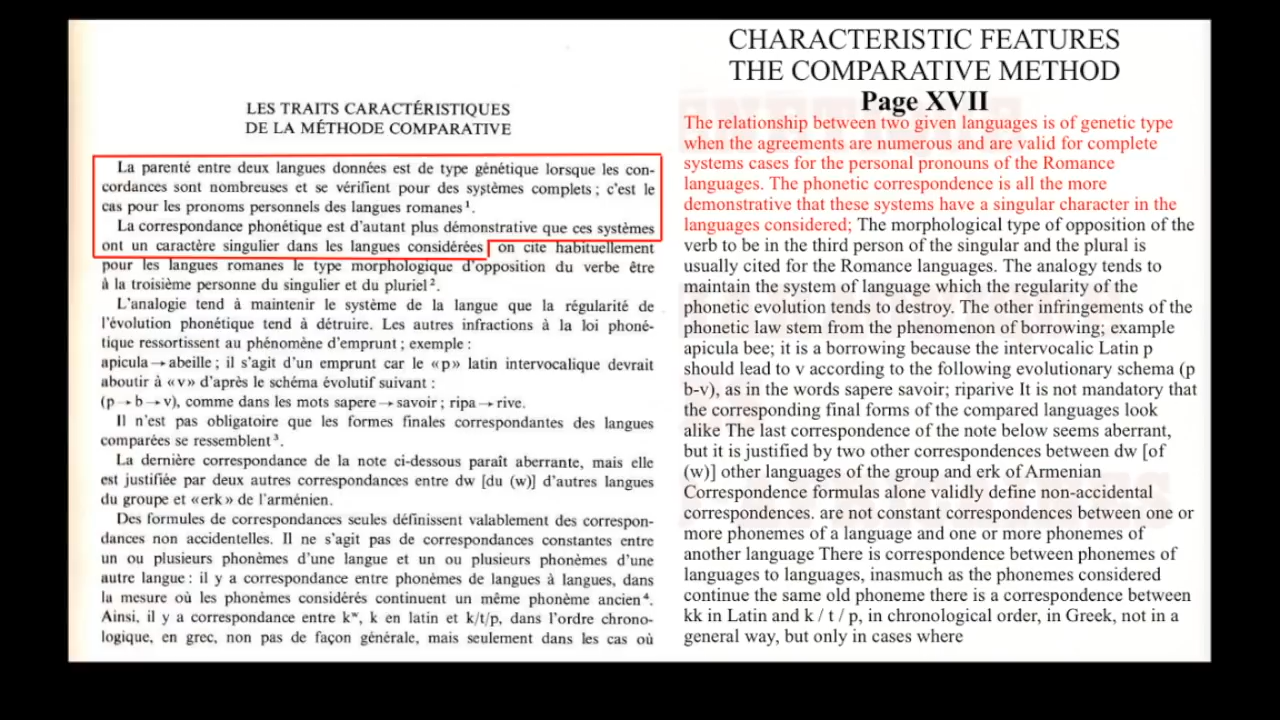 LES TRAITS CARACTÉRISTIQUES
DE LA MÉTHODE COMPARATIVE
La parenté entre deux langues données est de type génétique lorsque les con-
cordances sont nombreuses et se vérifient pour des systèmes complets ; c'est le
cas pour les pronoms personnels des langues romanes¹.
La correspondance phonétique est d'autant plus démonstrative que ces systèmes
ont un caractère singulier dans les langues considérées on cite habituellement
pour les langues romanes le type morphologique d'opposition du verbe être
à la troisième personne du singulier et du pluriel².
L'analogie tend à maintenir le système de la langue que la régularité de
l'évolution phonétique tend à détruire. Les autres infractions à la loi phoné-
tique ressortissent au phénomène d'emprunt ; exemple :
apicula → abeille ; il s'agit d'un emprunt car le «p» latin intervocalique devrait
aboutir à «v» d'après le schéma évolutif suivant :
(p → b → v), comme dans les mots sapere → savoir ; ripa → rive.
Il n'est pas obligatoire que les formes finales correspondantes des langues
comparées se ressemblent³.
La dernière correspondance de la note ci-dessous paraît aberrante, mais elle
est justifiée par deux autres correspondances entre dw [du (w)] d'autres langues
du groupe et «erk» de l'arménien.
Des formules de correspondances seules définissent valablement des correspon-
dances non accidentelles. Il ne s'agit pas de correspondances constantes entre
un ou plusieurs phonèmes d'une langue et un ou plusieurs phonèmes d'une
autre langue : il y a correspondance entre phonèmes de langues à langues, dans
la mesure où les phonèmes considérés continuent un même phonème ancien⁴.
Ainsi, il y a correspondance entre kʷ, k en latin et k/t/p, dans l'ordre chrono-
logique, en grec, non pas de façon générale, mais seulement dans les cas où
CHARACTERISTIC FEATURES
THE COMPARATIVE METHOD
Page XVII
The relationship between two given languages is of genetic type
when the agreements are numerous and are valid for complete
systems cases for the personal pronouns of the Romance
languages. The phonetic correspondence is all the more
demonstrative that these systems have a singular character in the
languages considered; The morphological type of opposition of the
verb to be in the third person of the singular and the plural is
usually cited for the Romance languages. The analogy tends to
maintain the system of language which the regularity of the
phonetic evolution tends to destroy. The other infringements of the
phonetic law stem from the phenomenon of borrowing; example
apicula bee; it is a borrowing because the intervocalic Latin p
should lead to v according to the following evolutionary schema (p
b-v), as in the words sapere savoir; riparive It is not mandatory that
the corresponding final forms of the compared languages look
alike The last correspondence of the note below seems aberrant,
but it is justified by two other correspondences between dw [of
(w)] other languages of the group and erk of Armenian
Correspondence formulas alone validly define non-accidental
correspondences. are not constant correspondences between one or
more phonemes of a language and one or more phonemes of
another language There is correspondence between phonemes of
languages to languages, inasmuch as the phonemes considered
continue the same old phoneme there is a correspondence between
kk in Latin and k / t / p, in chronological order, in Greek, not in a
general way, but only in cases where